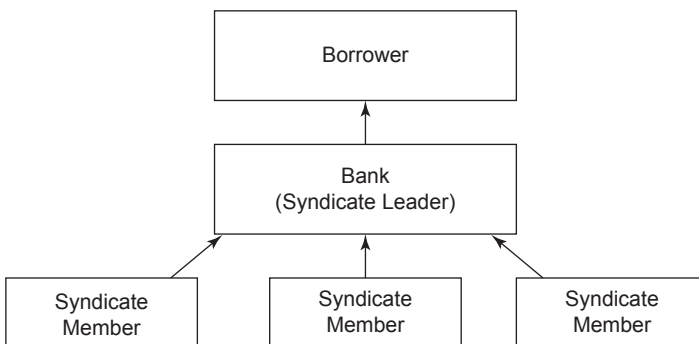 Borrower
Bank
(Syndicate Leader)
Syndicate
Member
Syndicate
Member
Syndicate
Member